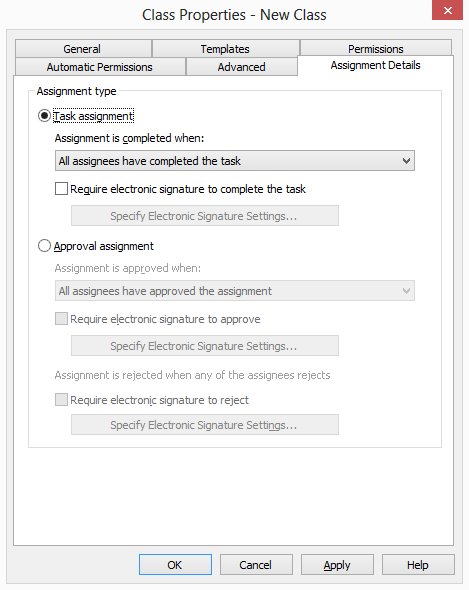 Class Properties - New Class
General
Templates
Permissions
Automatic Permissions
Advanced
Assignment Details
Assignment type
Task assignment
Assignment is completed when:
All assignees have completed the task
Require electronic signature to complete the task
Specify Electronic Signature Settings...
Approval assignment
Assignment is approved when:
All assignees have approved the assignment
Require electronic signature to approve
Specify Electronic Signature Settings...
Assignment is rejected when any of the assignees rejects
Require electronic signature to reject
Specify Electronic Signature Settings...
OK
Cancel
Apply
Help